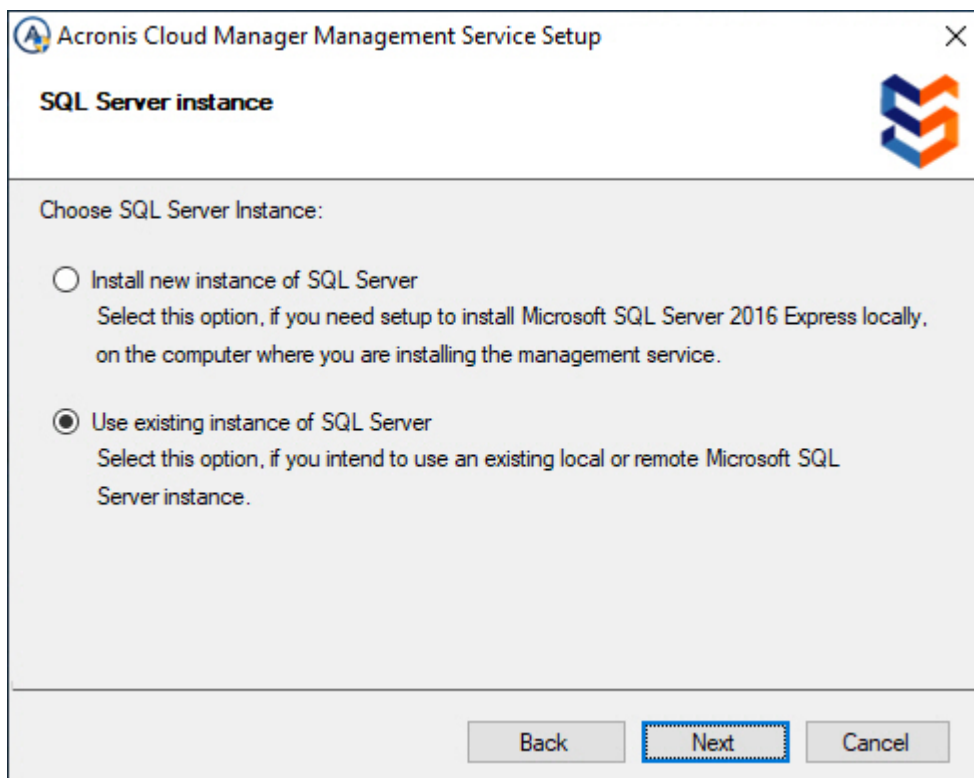 Acronis Cloud Manager Management Service Setup
SQL Server instance
Choose SQL Server Instance:
Install new instance of SQL Server
Select this option, if you need setup to install Microsoft SQL Server 2016 Express locally,
on the computer where you are installing the management service.
Use existing instance of SQL Server
Select this option, if you intend to use an existing local or remote Microsoft SQL
Server instance.
Back Next Cancel